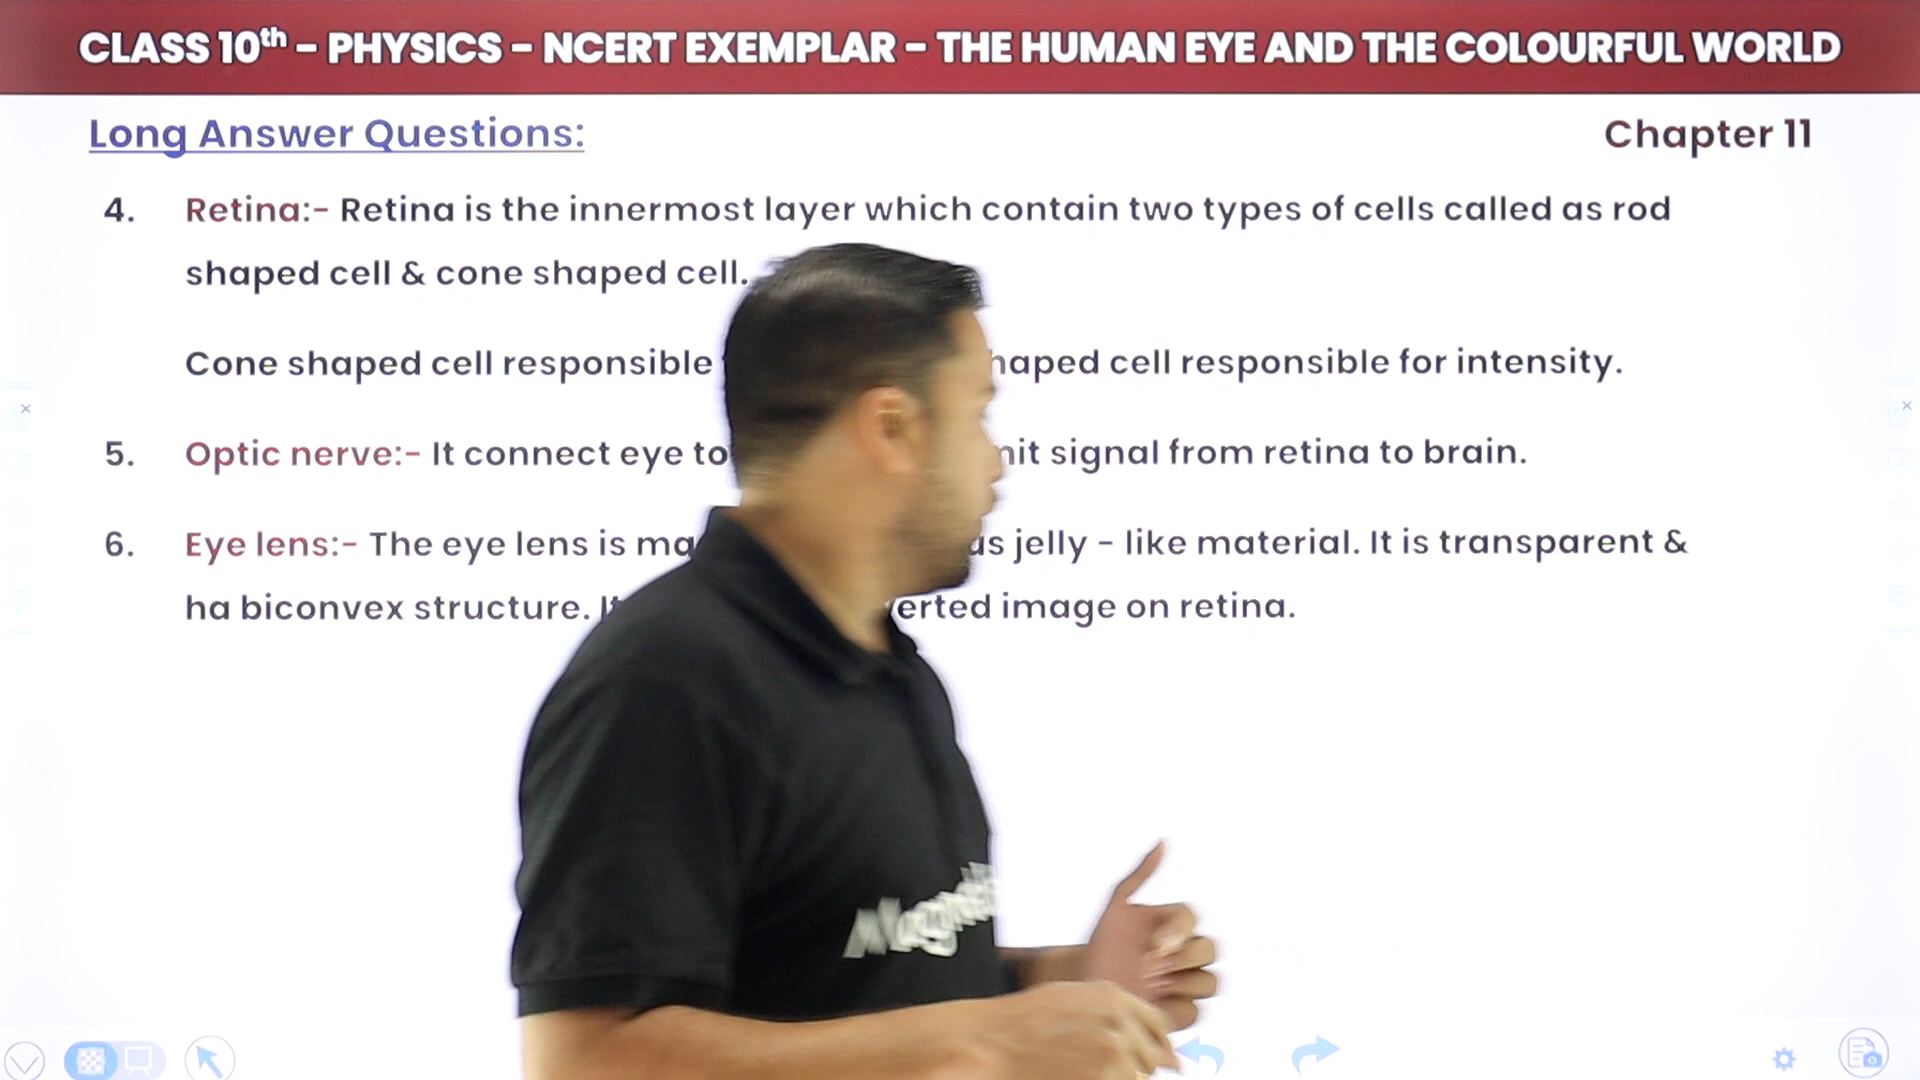 CLASS 10th – PHYSICS – NCERT EXEMPLAR – THE HUMAN EYE AND THE COLOURFUL WORLD
Long Answer Questions:
Chapter 11
4. Retina:- Retina is the innermost layer which contain two types of cells called as rod
shaped cell & cone shaped cell.
Cone shaped cell responsible haped cell responsible for intensity.
5. Optic nerve:- It connect eye to signal from retina to brain.
6. Eye lens:- The eye lens is jelly - like material. It is transparent &
ha biconvex structure. It erted image on retina.